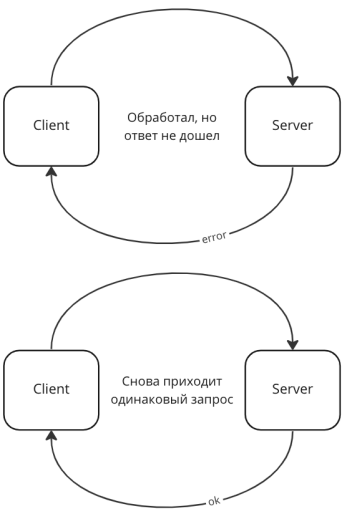 Client
Обработал, но
ответ не дошел
Server
error
Client
Снова приходит
одинаковый запрос
Server
ok